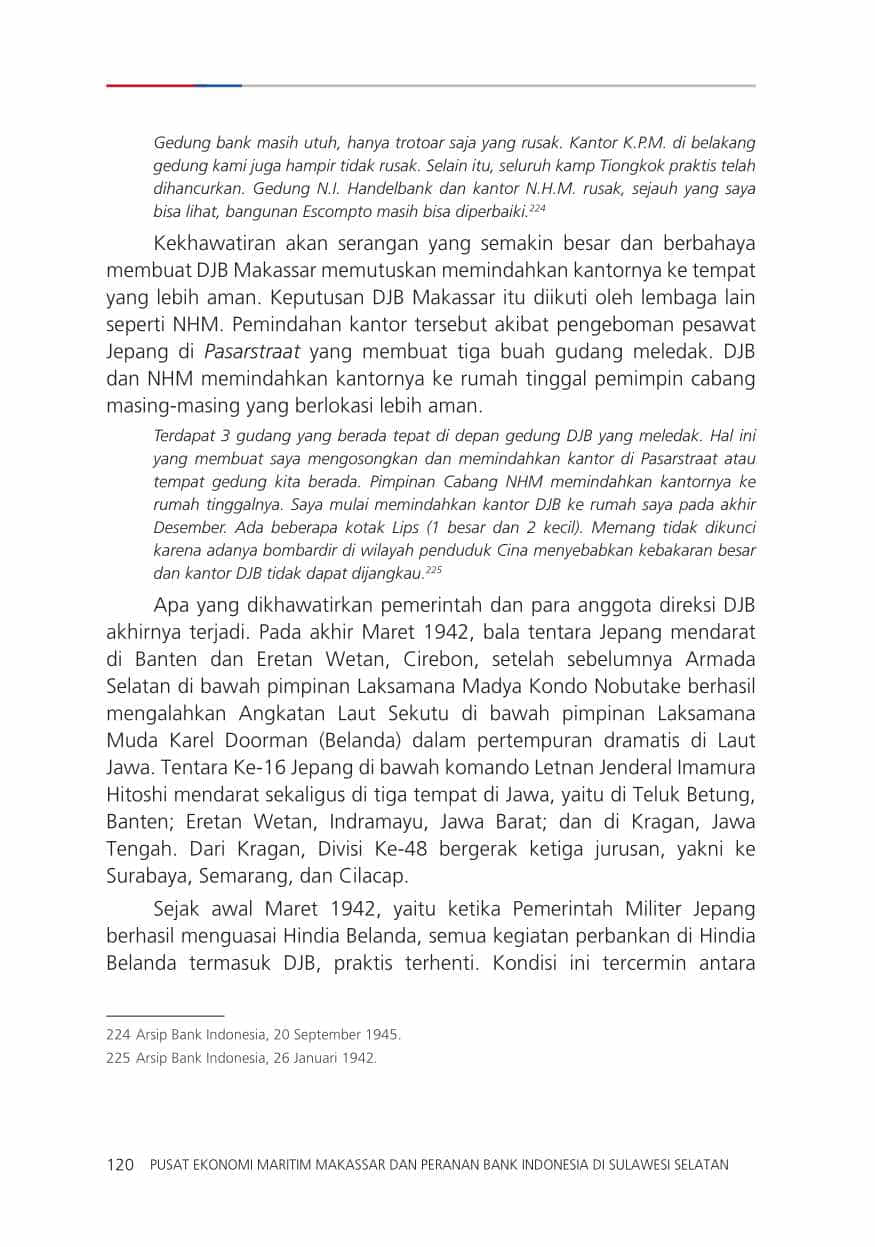 Gedung bank masih utuh, hanya trotoar saja yang rusak. Kantor K.P.M. di belakang
gedung kami juga hampir tidak rusak. Selain itu, seluruh kamp Tiongkok praktis telah
dihancurkan. Gedung N.I. Handelbank dan kantor N.H.M. rusak, sejauh yang saya
bisa lihat, bangunan Escompto masih bisa diperbaiki.224
Kekhawatiran akan serangan yang semakin besar dan berbahaya
membuat DJB Makassar memutuskan memindahkan kantornya ke tempat
yang lebih aman. Keputusan DJB Makassar itu diikuti oleh lembaga lain
seperti NHM. Pemindahan kantor tersebut akibat pengeboman pesawat
Jepang di Pasarstraat yang membuat tiga buah gudang meledak. DJB
dan NHM memindahkan kantornya ke rumah tinggal pemimpin cabang
masing-masing yang berlokasi lebih aman.
Terdapat 3 gudang yang berada tepat di depan gedung DJB yang meledak. Hal ini
yang membuat saya mengosongkan dan memindahkan kantor di Pasarstraat atau
tempat gedung kita berada. Pimpinan Cabang NHM memindahkan kantornya ke
rumah tinggalnya. Saya mulai memindahkan kantor DJB ke rumah saya pada akhir
Desember. Ada beberapa kotak Lips (1 besar dan 2 kecil). Memang tidak dikunci
karena adanya bombardir di wilayah penduduk Cina menyebabkan kebakaran besar
dan kantor DJB tidak dapat dijangkau.225
Apa yang dikhawatirkan pemerintah dan para anggota direksi DJB
akhirnya terjadi. Pada akhir Maret 1942, bala tentara Jepang mendarat
di Banten dan Eretan Wetan, Cirebon, setelah sebelumnya Armada
Selatan di bawah pimpinan Laksamana Madya Kondo Nobutake berhasil
mengalahkan Angkatan Laut Sekutu di bawah pimpinan Laksamana
Muda Karel Doorman (Belanda) dalam pertempuran dramatis di Laut
Jawa. Tentara Ke-16 Jepang di bawah komando Letnan Jenderal Imamura
Hitoshi mendarat sekaligus di tiga tempat di Jawa, yaitu di Teluk Betung,
Banten; Eretan Wetan, Indramayu, Jawa Barat; dan di Kragan, Jawa
Tengah. Dari Kragan, Divisi Ke-48 bergerak ketiga jurusan, yakni ke
Surabaya, Semarang, dan Cilacap.
Sejak awal Maret 1942, yaitu ketika Pemerintah Militer Jepang
berhasil menguasai Hindia Belanda, semua kegiatan perbankan di Hindia
Belanda termasuk DJB, praktis terhenti. Kondisi ini tercermin antara
224 Arsip Bank Indonesia, 20 September 1945.
225 Arsip Bank Indonesia, 26 Januari 1942.
120 PUSAT EKONOMI MARITIM MAKASSAR DAN PERANAN BANK INDONESIA DI SULAWESI SELATAN